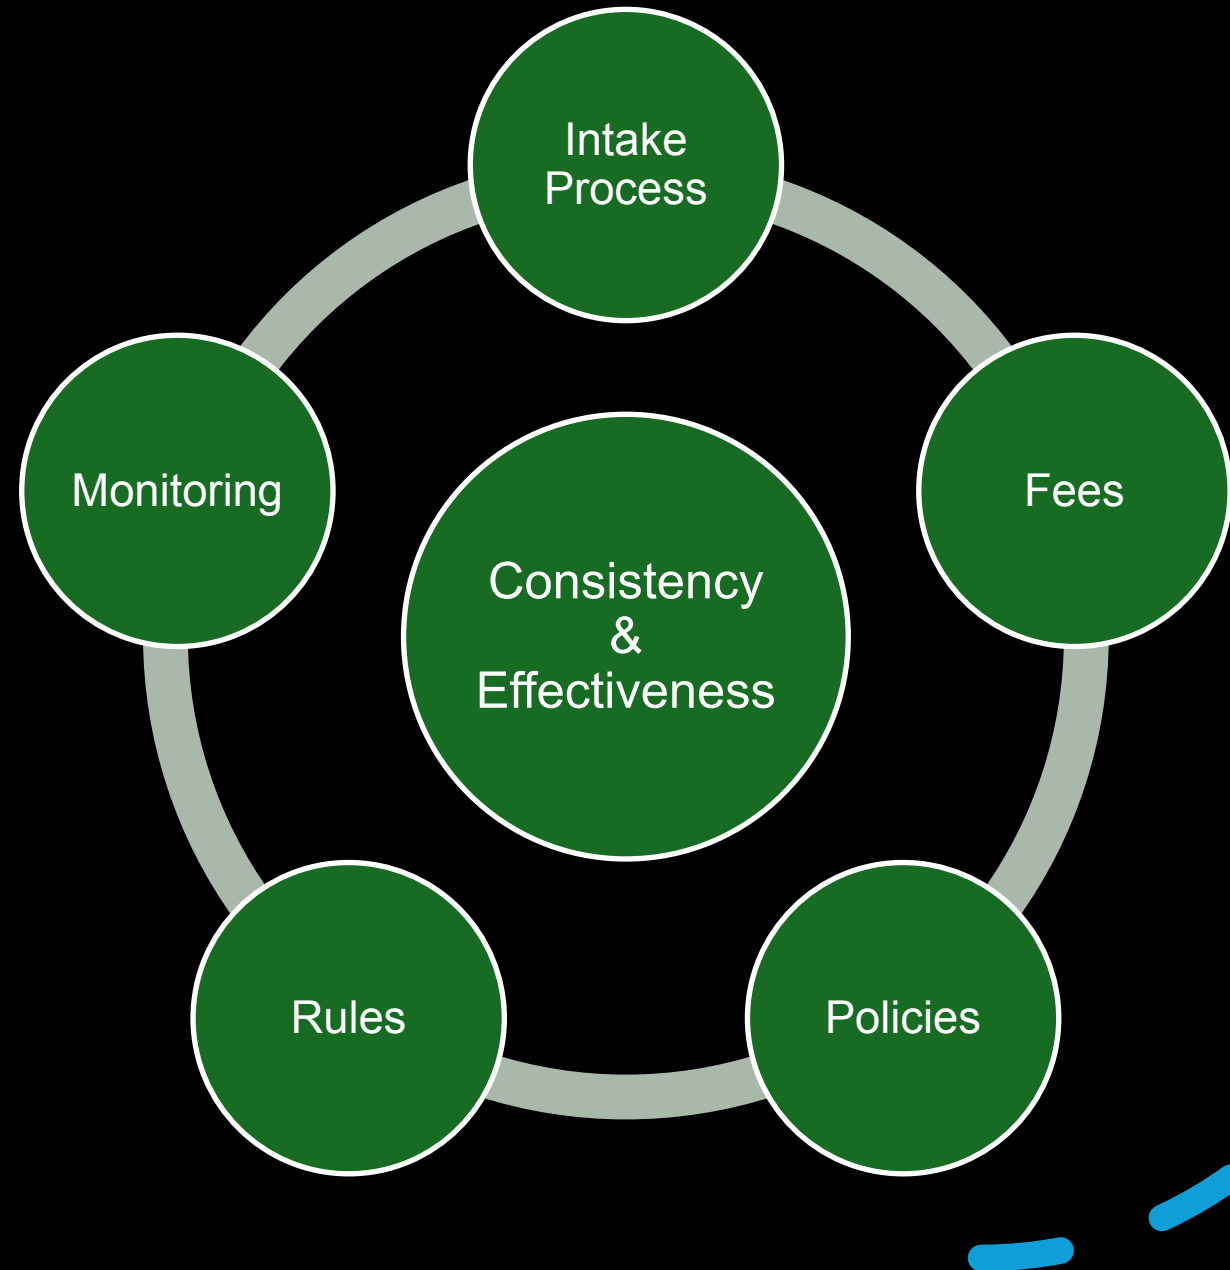 Intake
Process
Monitoring
Fees
Consistency
&
Effectiveness
Rules
Policies